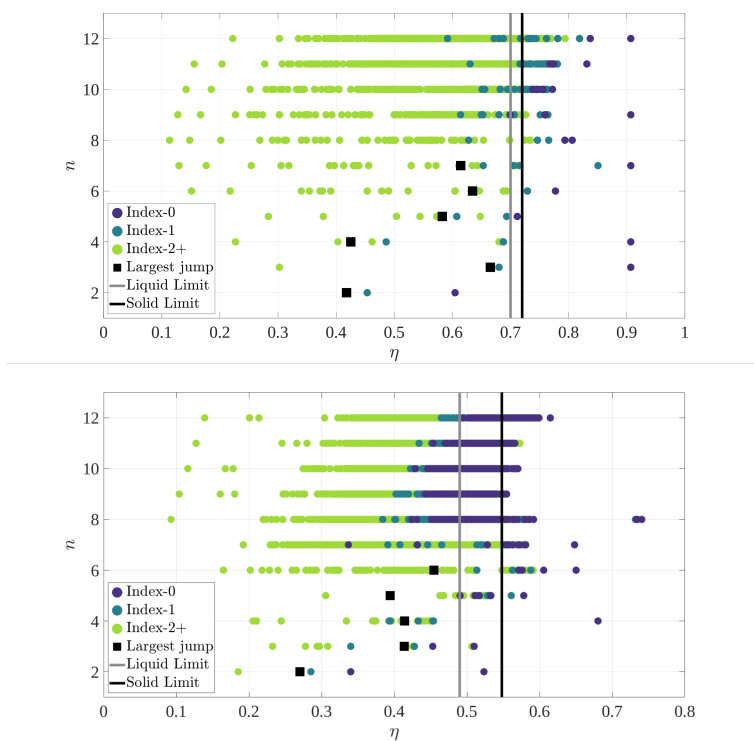 12
10
8
6
4
2
n
Index-0
Index-1
Index-2+
Largest jump
Liquid Limit
Solid Limit
0 0.1 0.2 0.3 0.4 0.5 0.6 0.7 0.8 0.9 1
η
12
10
8
6
4
2
n
Index-0
Index-1
Index-2+
Largest jump
Liquid Limit
Solid Limit
0 0.1 0.2 0.3 0.4 0.5 0.6 0.7 0.8
η